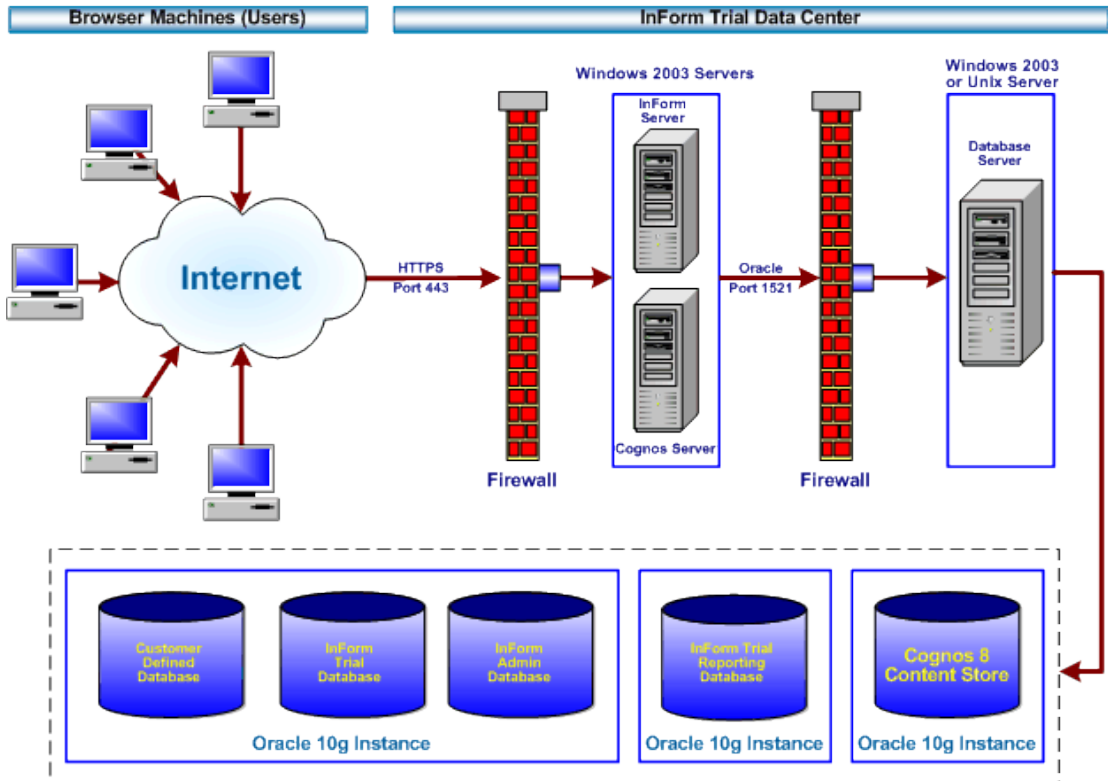 Browser Machines (Users)
InForm Trial Data Center
Internet
HTTPS
Port 443
Firewall
Windows 2003 Servers
InForm
Server
Cognos Server
Oracle
Port 1521
Firewall
Windows 2003
or Unix Server
Database
Server
Customer
Defined
Database
InForm
Trial
Database
InForm
Admin
Database
Oracle 10g Instance
InForm Trial
Reporting
Database
Oracle 10g Instance
Cognos 8
Content Store
Oracle 10g Instance